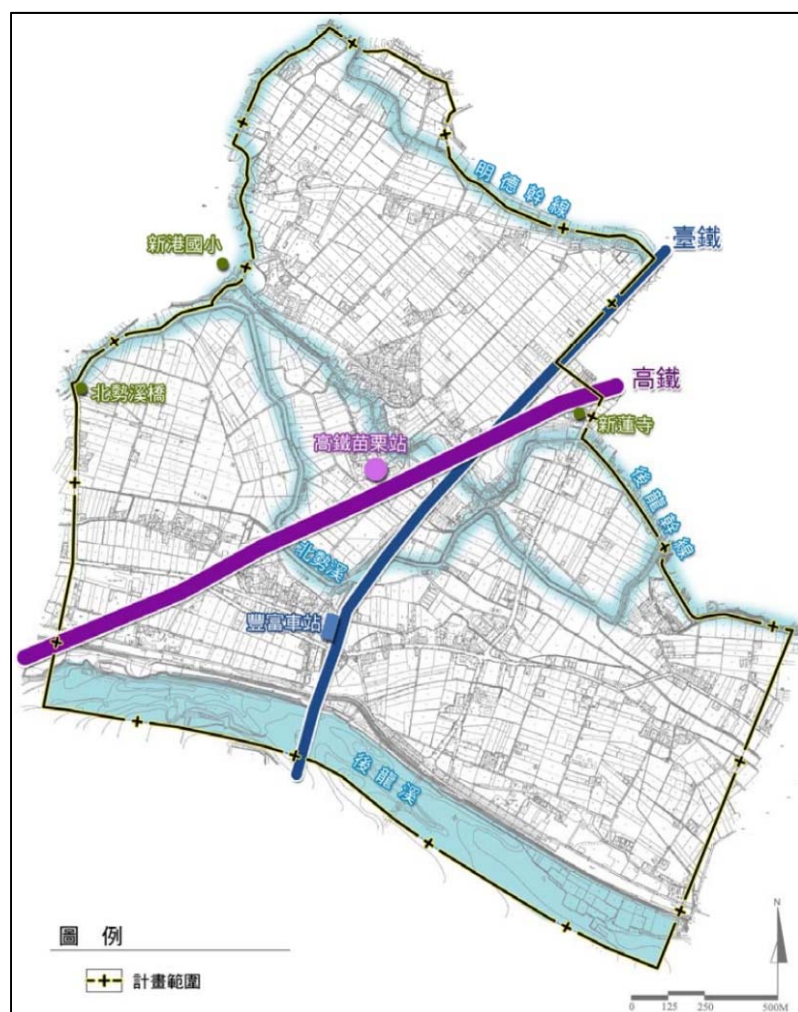 明德幹線
臺鐵
新港國小
高鐵
北勢溪橋
新蓮寺
高鐵苗栗站
後龍幹線
北勢溪
豐富車站
後龍溪
圖 例
計畫範圍
N
0 125 250 500M